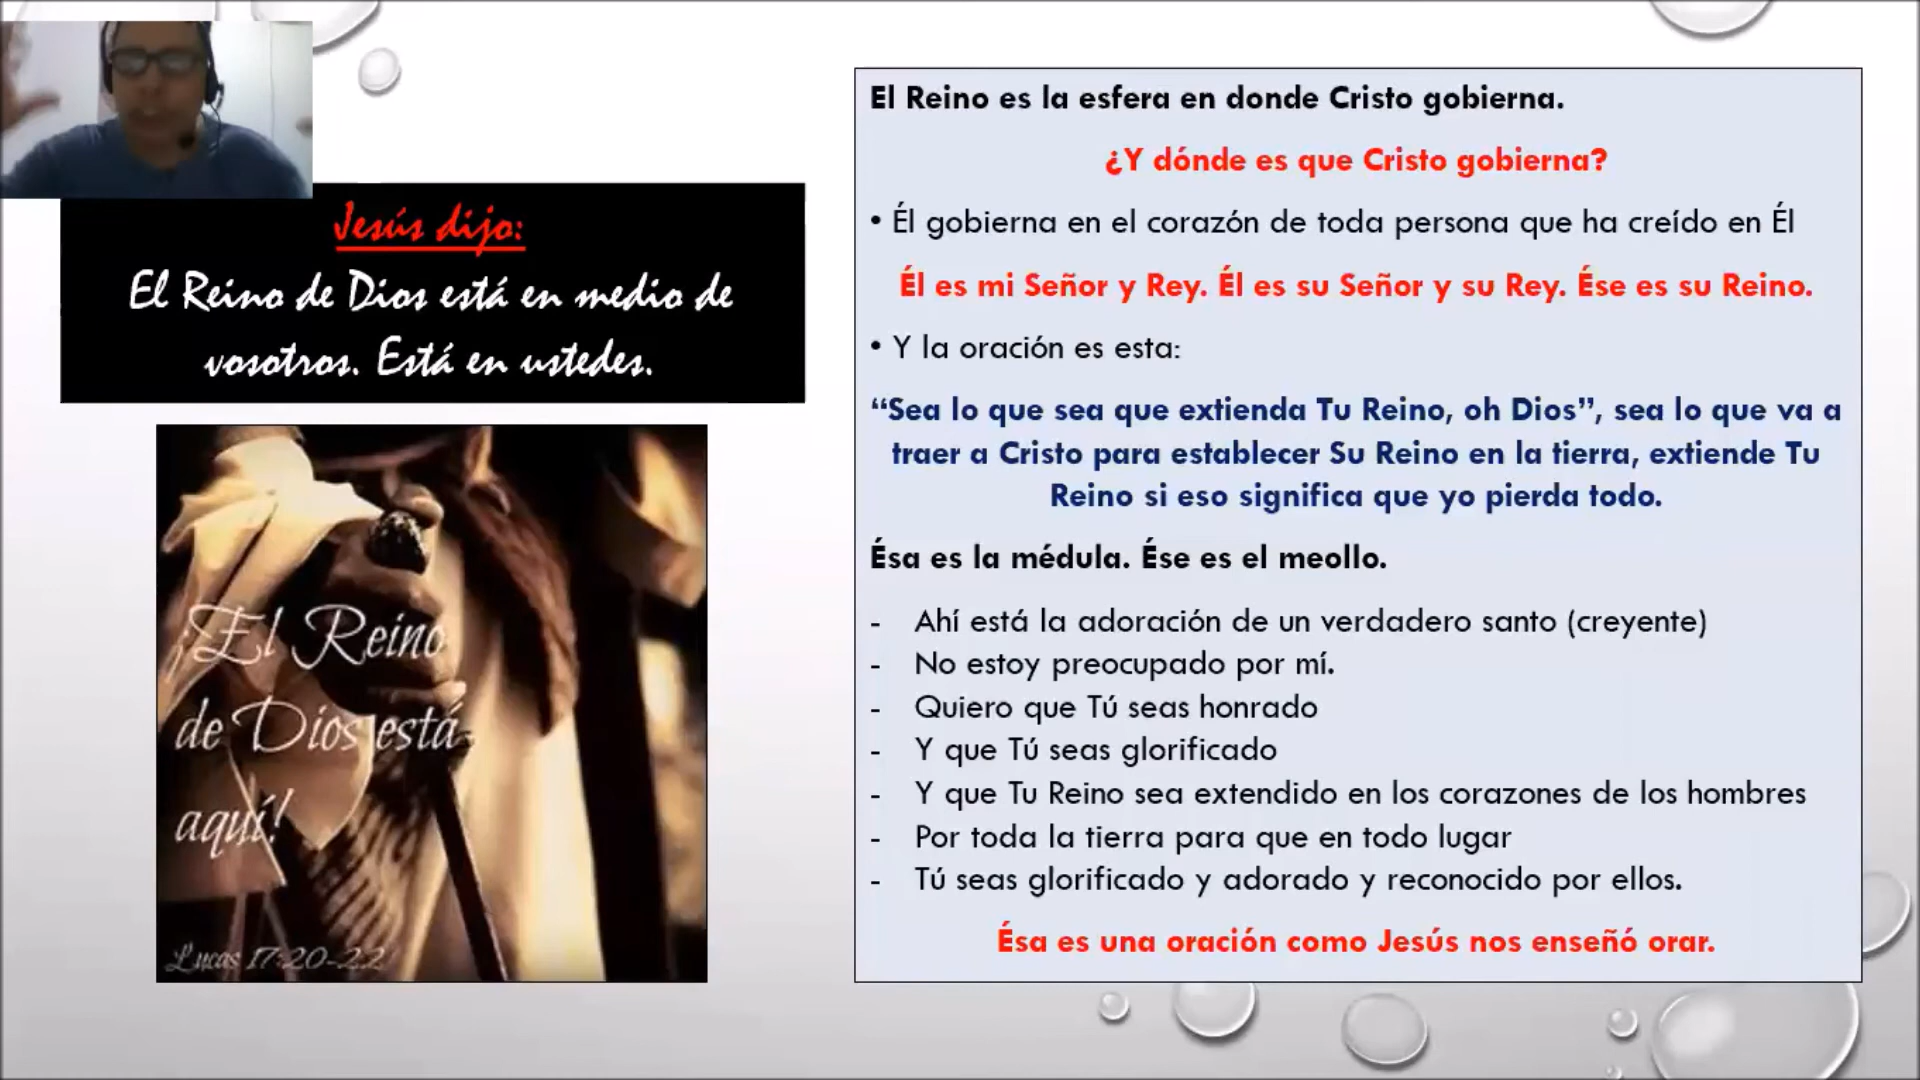 Jesús dijo:
El Reino de Dios está en medio de
vosotros. Está en ustedes.
¡El Reino
de Dios está
aquí!
Lucas 17:20-22
El Reino es la esfera en donde Cristo gobierna.
¿Y dónde es que Cristo gobierna?
• Él gobierna en el corazón de toda persona que ha creído en Él
Él es mi Señor y Rey. Él es su Señor y su Rey. Ése es su Reino.
• Y la oración es esta:
“Sea lo que sea que extienda Tu Reino, oh Dios”, sea lo que va a
traer a Cristo para establecer Su Reino en la tierra, extiende Tu
Reino si eso significa que yo pierda todo.
Ésa es la médula. Ése es el meollo.
- Ahí está la adoración de un verdadero santo (creyente)
- No estoy preocupado por mí.
- Quiero que Tú seas honrado
- Y que Tú seas glorificado
- Y que Tu Reino sea extendido en los corazones de los hombres
- Por toda la tierra para que en todo lugar
- Tú seas glorificado y adorado y reconocido por ellos.
Ésa es una oración como Jesús nos enseñó orar.